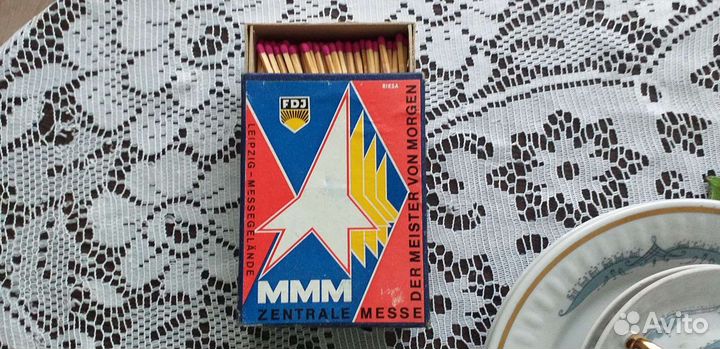 RIESA
FDJ
LEIPZIG-MESSEGELÄNDE
DER MEISTER VON MORGEN
MMM
ZENTRALE MESSE
Avito